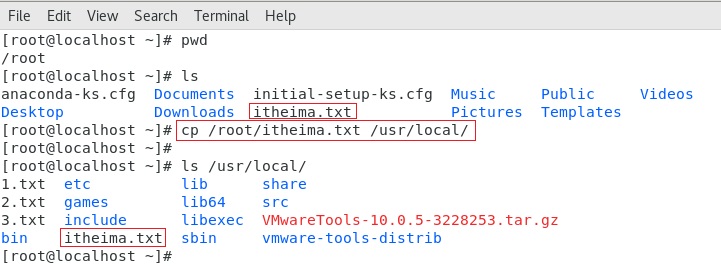 File Edit View Search Terminal Help
[root@localhost ~]# pwd
/root
[root@localhost ~]# ls
anaconda-ks.cfg Documents initial-setup-ks.cfg Music Public Videos
Desktop Downloads itheima.txt Pictures Templates
[root@localhost ~]# cp /root/itheima.txt /usr/local/
[root@localhost ~]#
[root@localhost ~]# ls /usr/local/
1.txt etc lib share
2.txt games lib64 src
3.txt include libexec VMwareTools-10.0.5-3228253.tar.gz
bin itheima.txt sbin vmware-tools-distrib
[root@localhost ~]#